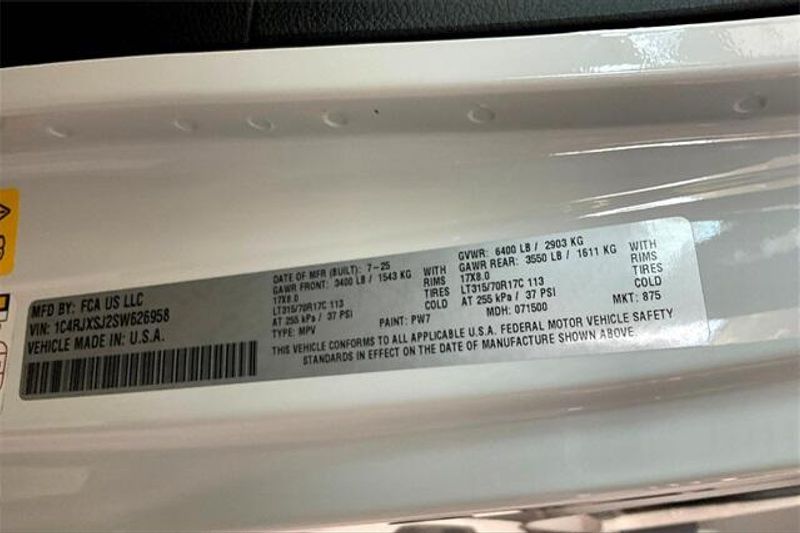 MFD BY: FCA US LLC
VIN: 1C4RJXSJ2SW626958
VEHICLE MADE IN: U.S.A.
DATE OF MFR (BUILT): 7-25
GAWR FRONT: 3400 LB / 1543 KG WITH
17X8.0 RIMS
LT315/70R17C 113 TIRES
AT 255 kPa / 37 PSI COLD
TYPE: MPV PAINT: PW7
GVWR: 6400 LB / 2903 KG
GAWR REAR: 3550 LB / 1611 KG WITH
17X8.0 RIMS
LT315/70R17C 113 TIRES
AT 255 kPa / 37 PSI COLD
MDH: 071500 MKT: 875
THIS VEHICLE CONFORMS TO ALL APPLICABLE U.S.A. FEDERAL MOTOR VEHICLE SAFETY
STANDARDS IN EFFECT ON THE DATE OF MANUFACTURE SHOWN ABOVE.